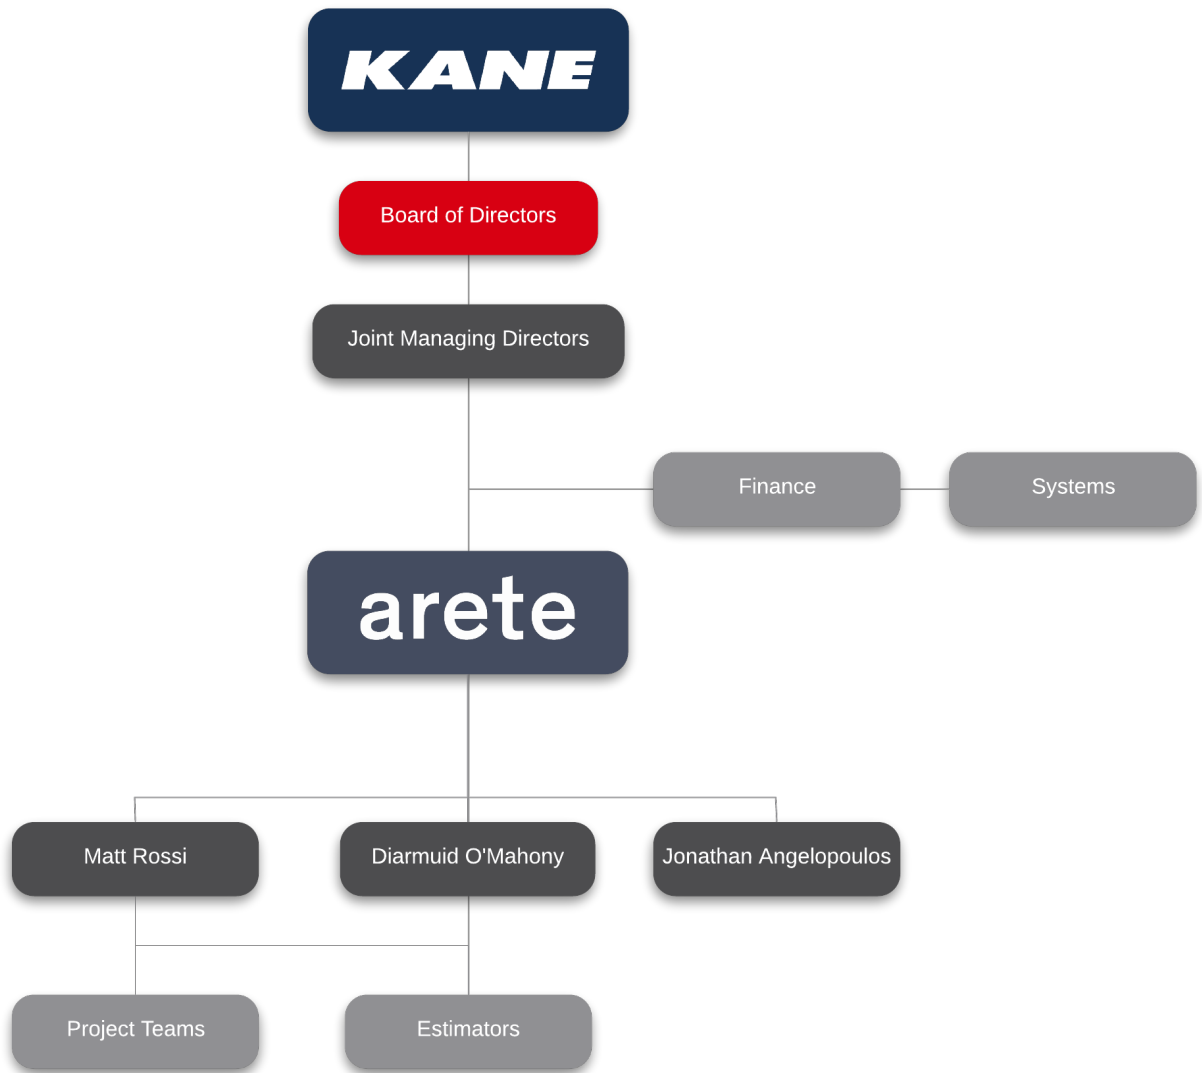 KANE
Board of Directors
Joint Managing Directors
Finance
Systems
arete
Matt Rossi
Diarmuid O'Mahony
Jonathan Angelopoulos
Project Teams
Estimators